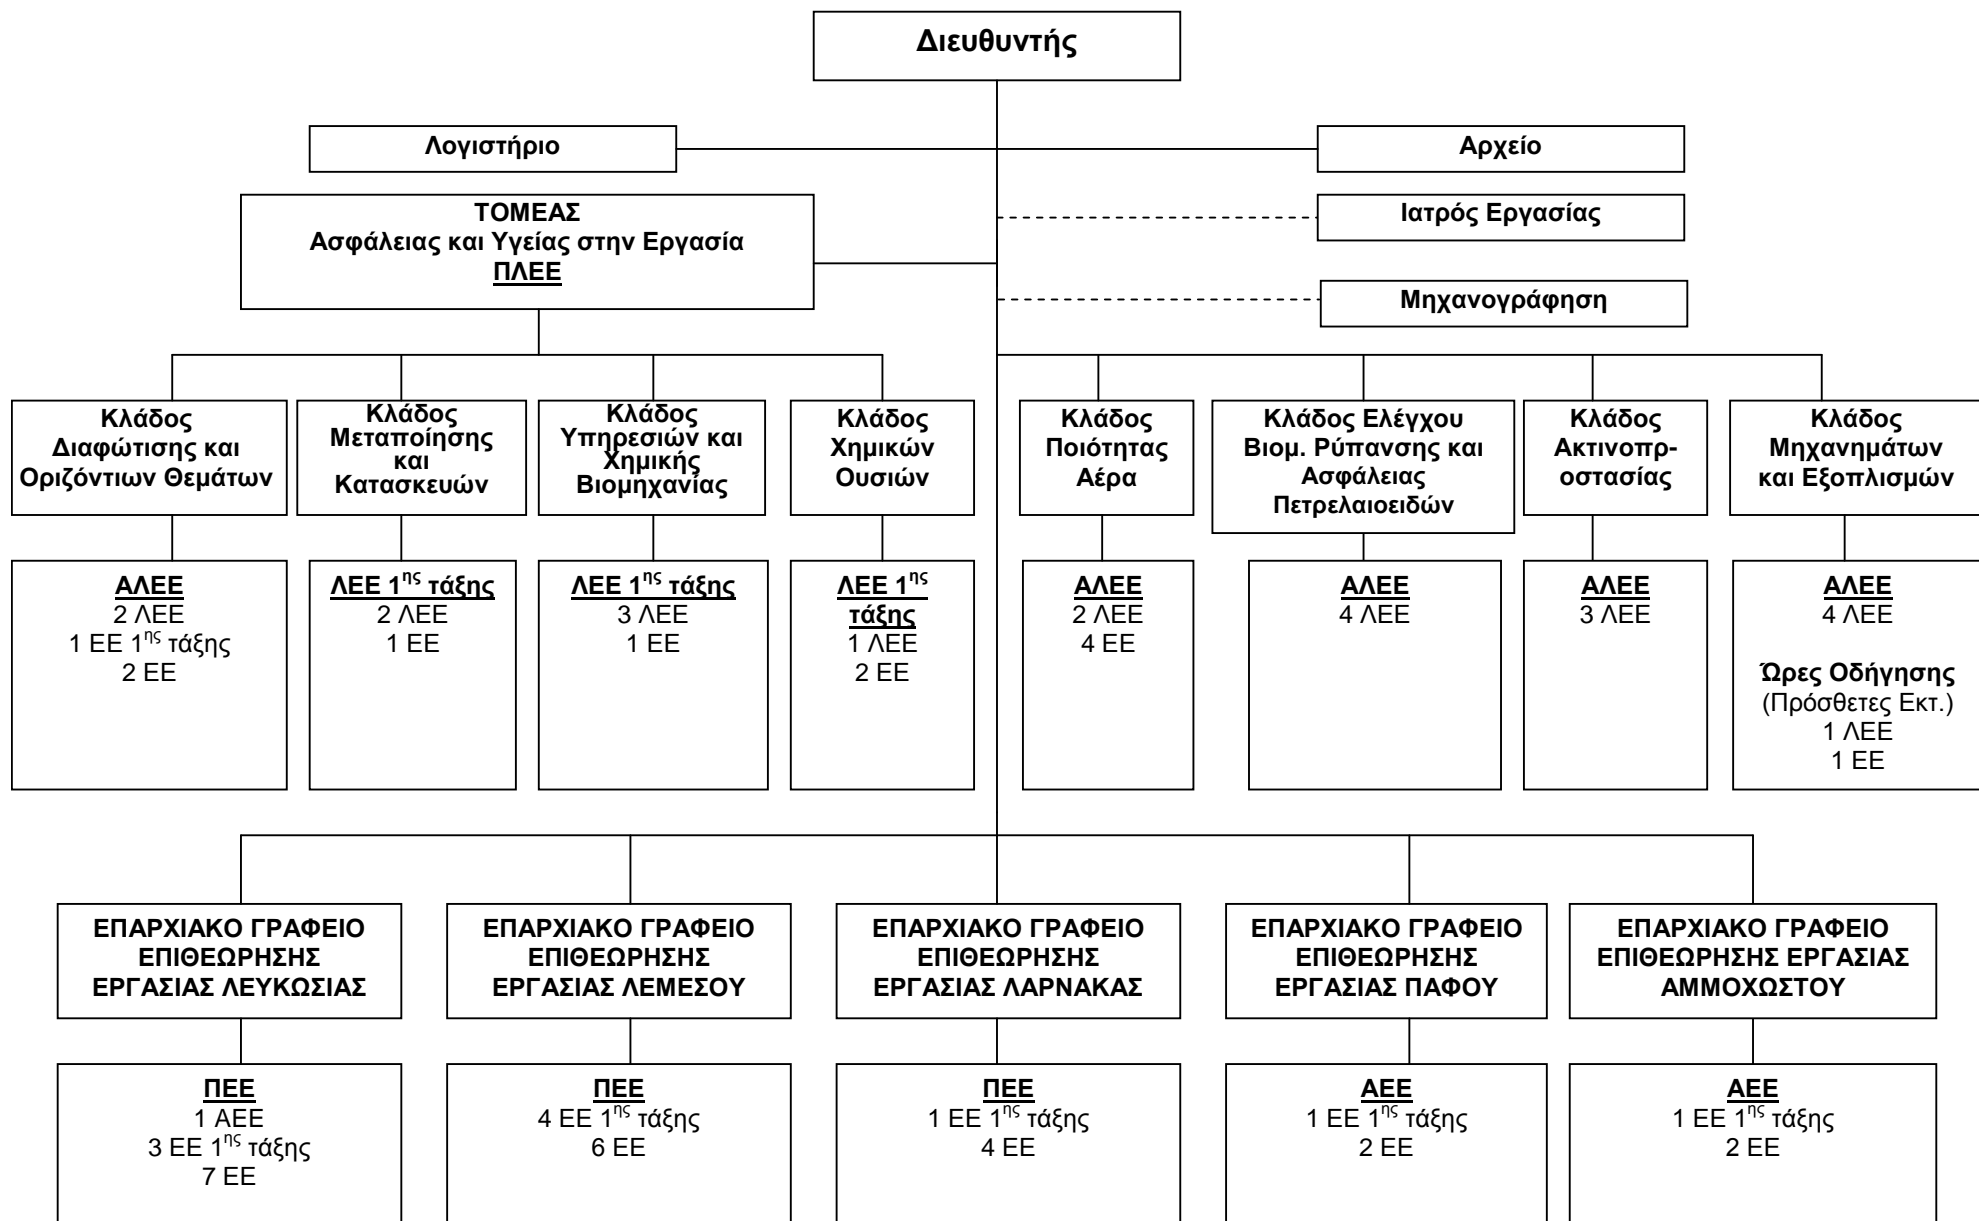 Διευθυντής
Λογιστήριο
Αρχείο
ΤΟΜΕΑΣ
Ασφάλειας και Υγείας στην Εργασία
ΠΛΕΕ
Ιατρός Εργασίας
Μηχανογράφηση
Κλάδος
Διαφώτισης και
Οριζόντιων Θεμάτων
Κλάδος
Μεταποίησης
και
Κατασκευών
Κλάδος
Υπηρεσιών και
Χημικής
Βιομηχανίας
Κλάδος
Χημικών
Ουσιών
Κλάδος
Ποιότητας
Αέρα
Κλάδος Ελέγχου
Βιομ. Ρύπανσης και
Ασφάλειας
Πετρελαιοειδών
Κλάδος
Ακτινοπρ-
οστασίας
Κλάδος
Μηχανημάτων
και Εξοπλισμών
ΑΛΕΕ
2 ΛΕΕ
1 ΕΕ 1ης τάξης
2 ΕΕ
ΛΕΕ 1ης τάξης
2 ΛΕΕ
1 ΕΕ
ΛΕΕ 1ης τάξης
3 ΛΕΕ
1 ΕΕ
ΛΕΕ 1ης
τάξης
1 ΛΕΕ
2 ΕΕ
ΑΛΕΕ
2 ΛΕΕ
4 ΕΕ
ΑΛΕΕ
4 ΛΕΕ
ΑΛΕΕ
3 ΛΕΕ
ΑΛΕΕ
4 ΛΕΕ
Ώρες Οδήγησης
(Πρόσθετες Εκτ.)
1 ΛΕΕ
1 ΕΕ
ΕΠΑΡΧΙΑΚΟ ΓΡΑΦΕΙΟ
ΕΠΙΘΕΩΡΗΣΗΣ
ΕΡΓΑΣΙΑΣ ΛΕΥΚΩΣΙΑΣ
ΕΠΑΡΧΙΑΚΟ ΓΡΑΦΕΙΟ
ΕΠΙΘΕΩΡΗΣΗΣ
ΕΡΓΑΣΙΑΣ ΛΕΜΕΣΟΥ
ΕΠΑΡΧΙΑΚΟ ΓΡΑΦΕΙΟ
ΕΠΙΘΕΩΡΗΣΗΣ
ΕΡΓΑΣΙΑΣ ΛΑΡΝΑΚΑΣ
ΕΠΑΡΧΙΑΚΟ ΓΡΑΦΕΙΟ
ΕΠΙΘΕΩΡΗΣΗΣ
ΕΡΓΑΣΙΑΣ ΠΑΦΟΥ
ΕΠΑΡΧΙΑΚΟ ΓΡΑΦΕΙΟ
ΕΠΙΘΕΩΡΗΣΗΣ ΕΡΓΑΣΙΑΣ
ΑΜΜΟΧΩΣΤΟΥ
ΠΕΕ
1 ΑΕΕ
3 ΕΕ 1ης τάξης
7 ΕΕ
ΠΕΕ
4 ΕΕ 1ης τάξης
6 ΕΕ
ΠΕΕ
1 ΕΕ 1ης τάξης
4 ΕΕ
ΑΕΕ
1 ΕΕ 1ης τάξης
2 ΕΕ
ΑΕΕ
1 ΕΕ 1ης τάξης
2 ΕΕ